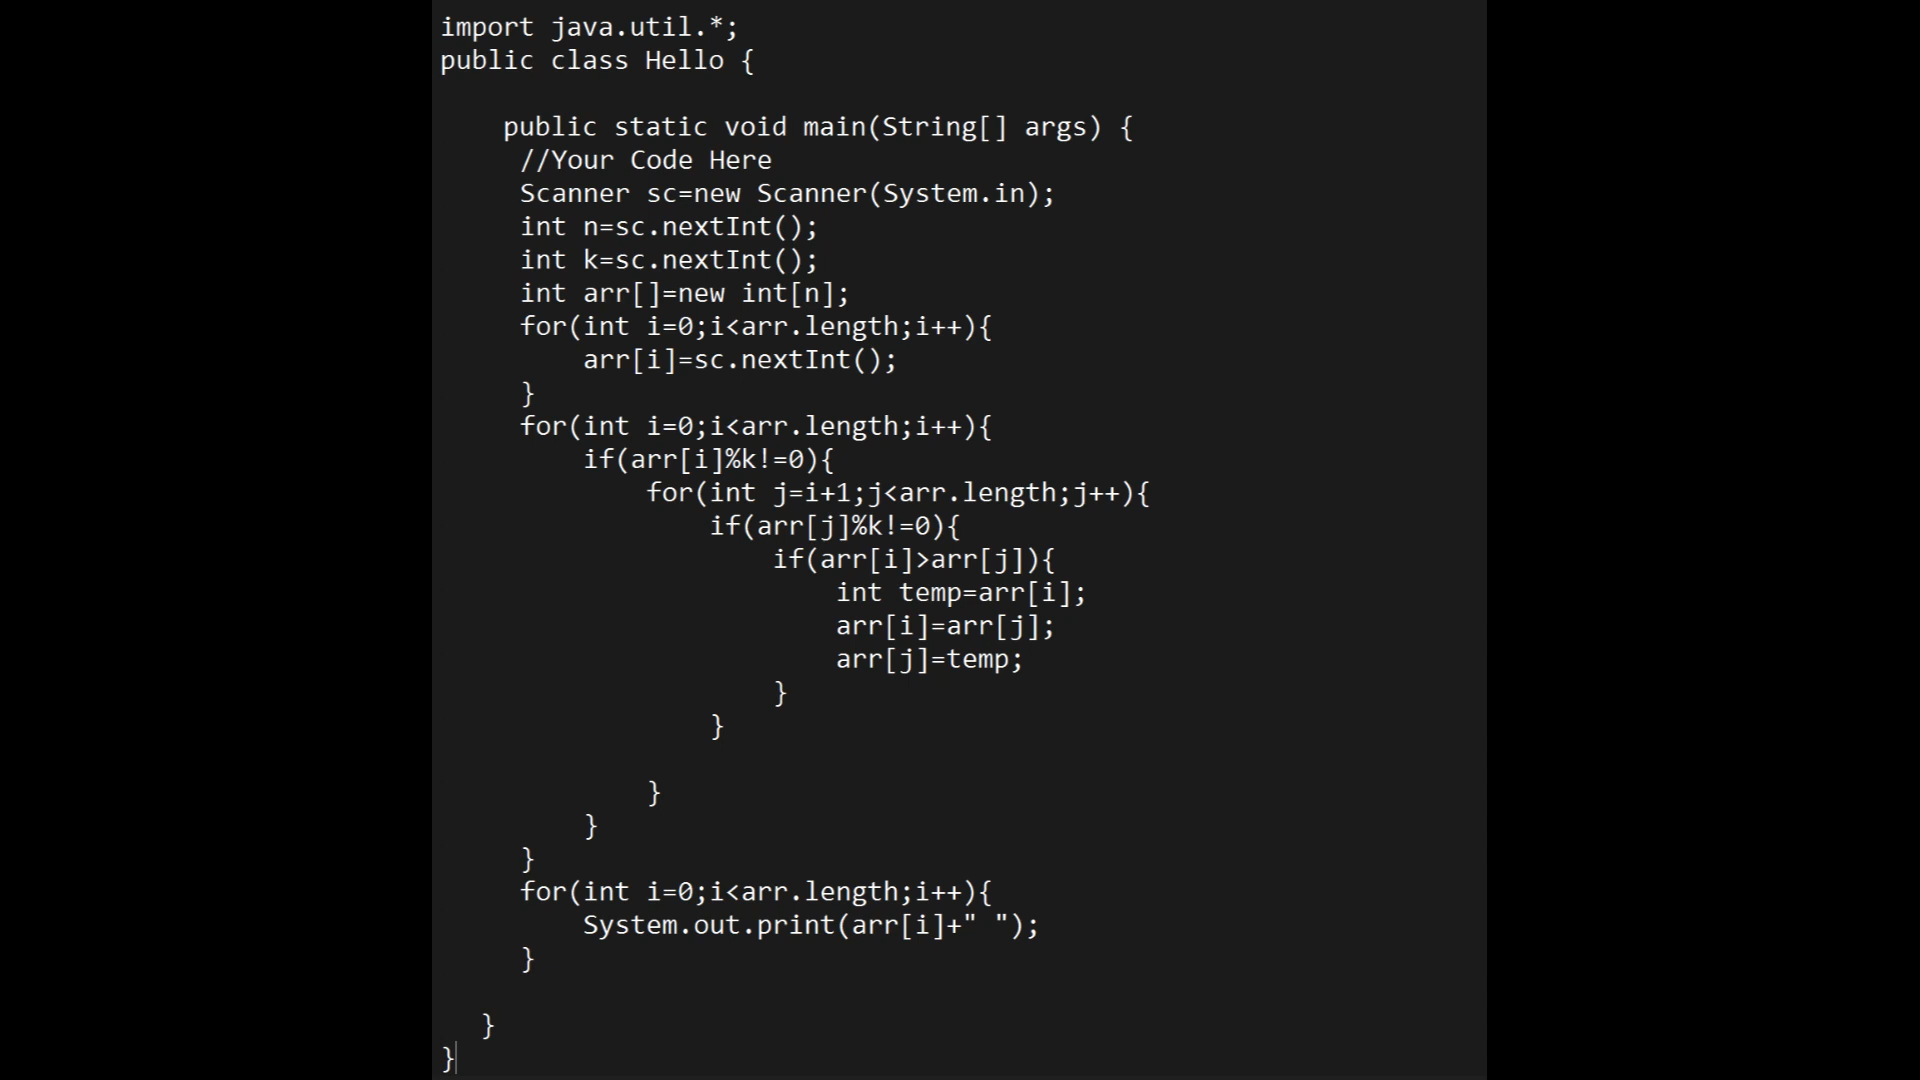 import java.util.*;
public class Hello {
public static void main(String[] args) {
//Your Code Here
Scanner sc=new Scanner(System.in);
int n=sc.nextInt();
int k=sc.nextInt();
int arr[]=new int[n];
for(int i=0;i<arr.length;i++){
arr[i]=sc.nextInt();
}
for(int i=0;i<arr.length;i++){
if(arr[i]%k!=0){
for(int j=i+1;j<arr.length;j++){
if(arr[j]%k!=0){
if(arr[i]>arr[j]){
int temp=arr[i];
arr[i]=arr[j];
arr[j]=temp;
}
}
}
}
}
for(int i=0;i<arr.length;i++){
System.out.print(arr[i]+" ");
}
}
}